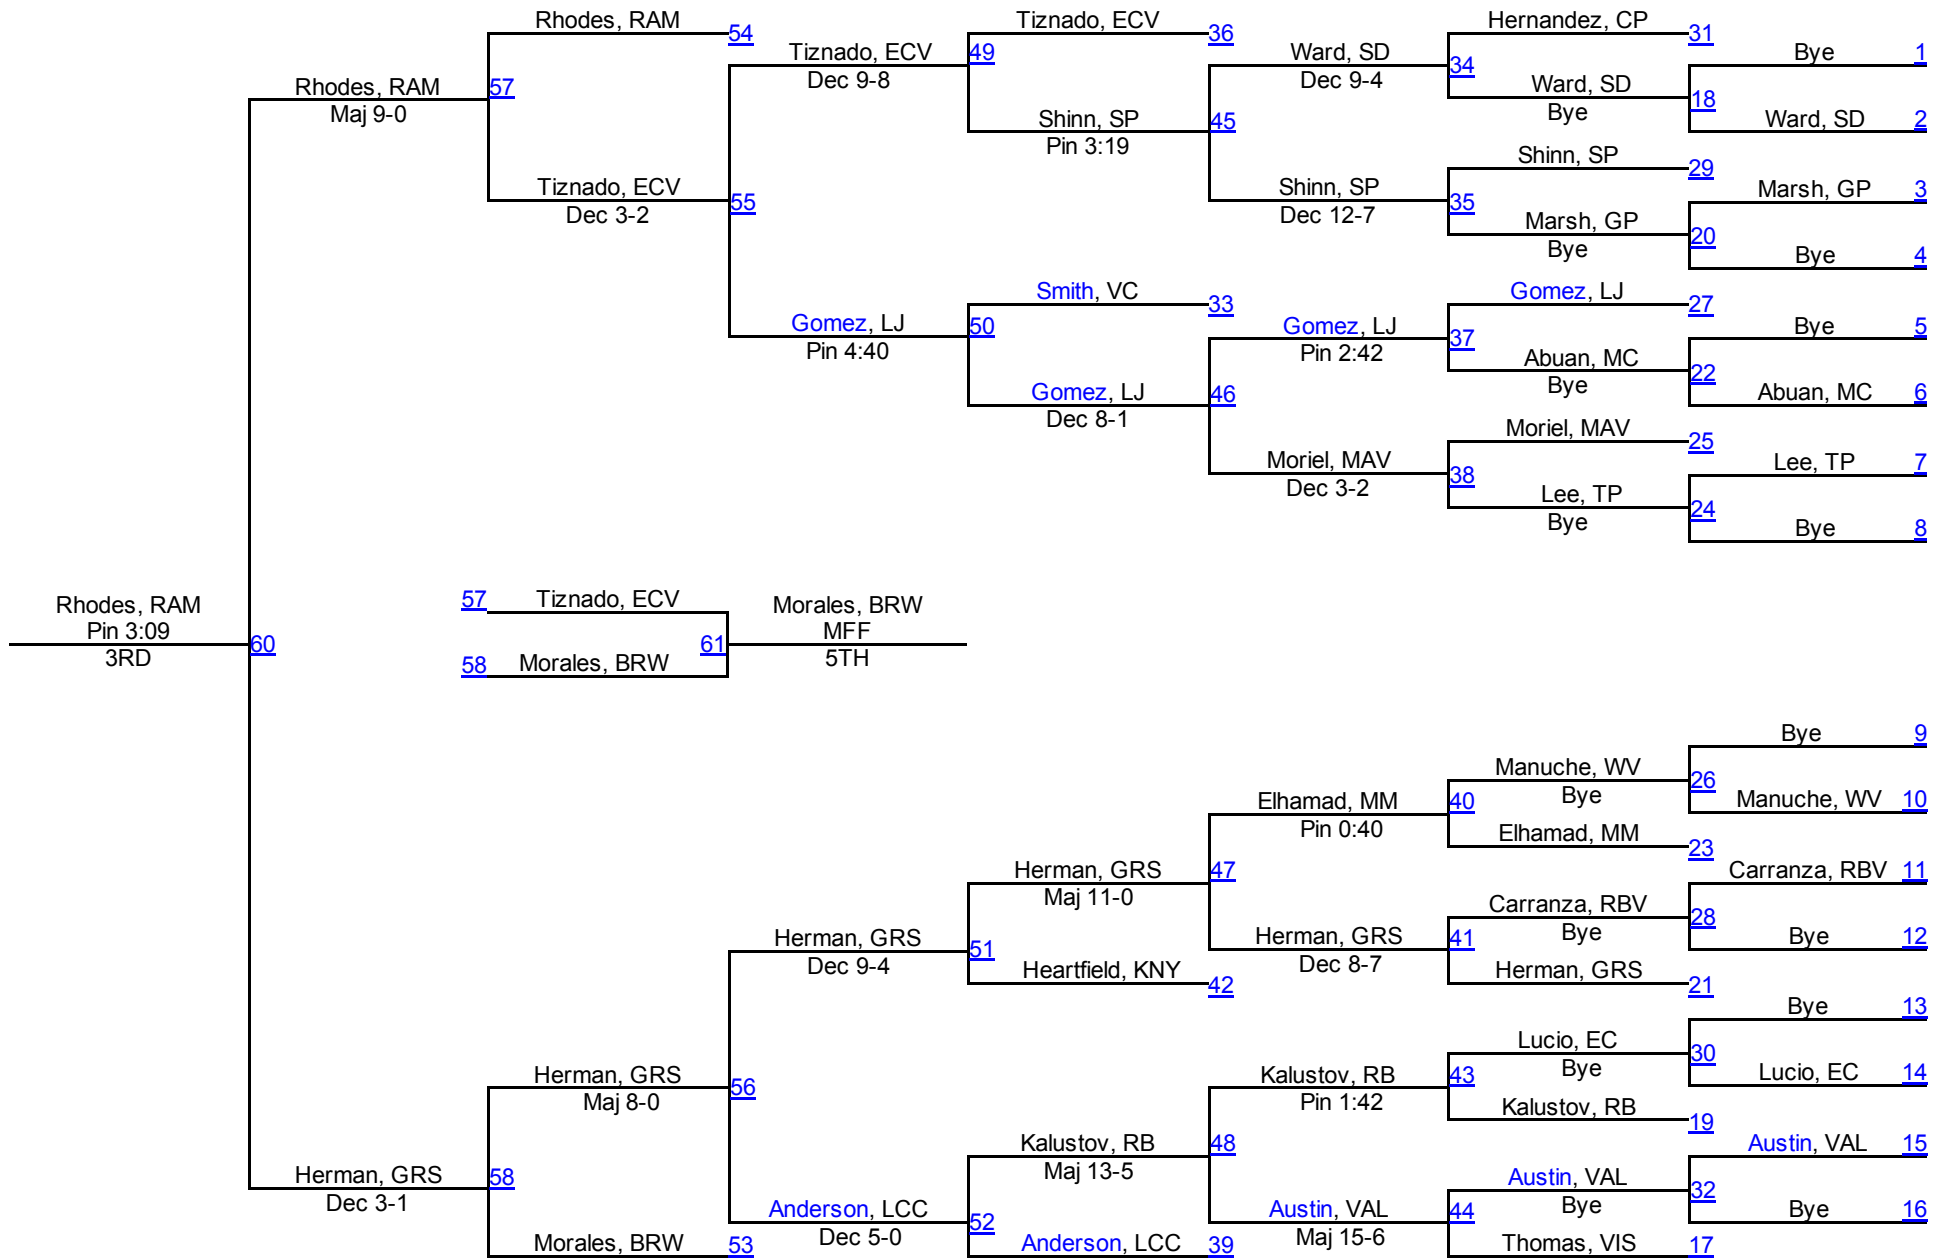 Rhodes, RAM
54
Tiznado, ECV
36
Hernandez, CP
31
Bye
1
Tiznado, ECV
Dec 9-8
49
Ward, SD
Dec 9-4
34
Ward, SD
Bye
18
Ward, SD
2
Rhodes, RAM
Maj 9-0
57
Shinn, SP
Pin 3:19
45
Shinn, SP
29
Marsh, GP
3
Tiznado, ECV
Dec 3-2
55
Shinn, SP
Dec 12-7
35
Marsh, GP
Bye
20
Bye
4
Smith, VC
33
Gomez, LJ
27
Gomez, LJ
Pin 4:40
50
Gomez, LJ
Pin 2:42
37
Bye
5
Abuan, MC
Bye
22
Gomez, LJ
Dec 8-1
46
Abuan, MC
6
Moriel, MAV
25
Moriel, MAV
Dec 3-2
38
Lee, TP
7
Lee, TP
Bye
24
Bye
8
Rhodes, RAM
Pin 3:09
3RD
60
57
Tiznado, ECV
58
Morales, BRW
61
Morales, BRW
MFF
5TH
Bye
9
Manuche, WV
Bye
26
Elhamad, MM
Pin 0:40
40
Manuche, WV
10
Elhamad, MM
23
Herman, GRS
Maj 11-0
47
Carranza, RBV
11
Carranza, RBV
Bye
28
Herman, GRS
Dec 9-4
51
Herman, GRS
Dec 8-7
41
Bye
12
Heartfield, KNY
42
Herman, GRS
21
Bye
13
Lucio, EC
Bye
30
Herman, GRS
Maj 8-0
56
Kalustov, RB
Pin 1:42
43
Lucio, EC
14
Kalustov, RB
19
Kalustov, RB
Maj 13-5
48
Austin, VAL
15
Herman, GRS
Dec 3-1
58
Austin, VAL
Bye
32
Anderson, LCC
Dec 5-0
52
Austin, VAL
Maj 15-6
44
Bye
16
Morales, BRW
53
Anderson, LCC
39
Thomas, VIS
17